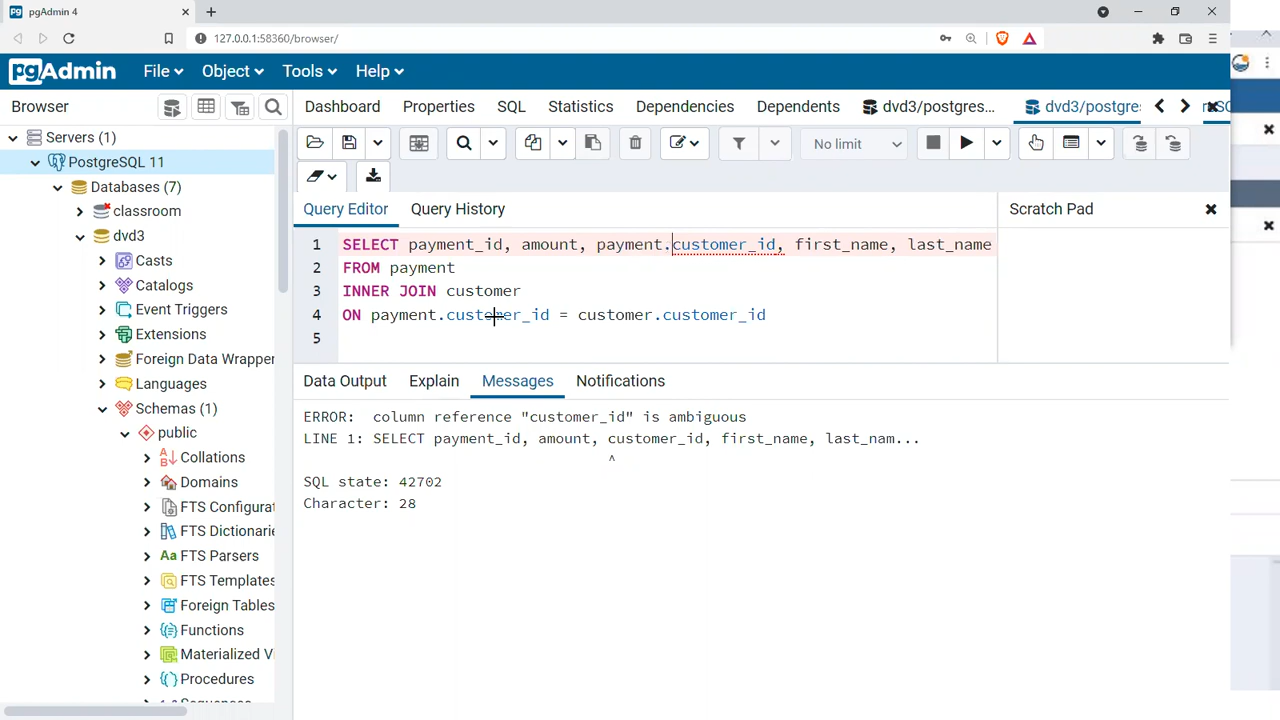 pgAdmin 4
127.0.0.1:58360/browser/
pgAdmin File Object Tools Help
Browser
Dashboard Properties SQL Statistics Dependencies Dependents dvd3/postgres... dvd3/postgre
No limit
Servers (1)
PostgreSQL 11
Databases (7)
classroom
dvd3
Casts
Catalogs
Event Triggers
Extensions
Foreign Data Wrapper
Languages
Schemas (1)
public
Collations
Domains
FTS Configurat
FTS Dictionarie
Aa FTS Parsers
FTS Templates
Foreign Tables
Functions
Materialized Vi
Procedures
Sequences
Query Editor Query History
Scratch Pad
1 SELECT payment_id, amount, payment.customer_id, first_name, last_name
2 FROM payment
3 INNER JOIN customer
4 ON payment.customer_id = customer.customer_id
5
Data Output Explain Messages Notifications
ERROR: column reference "customer_id" is ambiguous
LINE 1: SELECT payment_id, amount, customer_id, first_name, last_nam...
^
SQL state: 42702
Character: 28